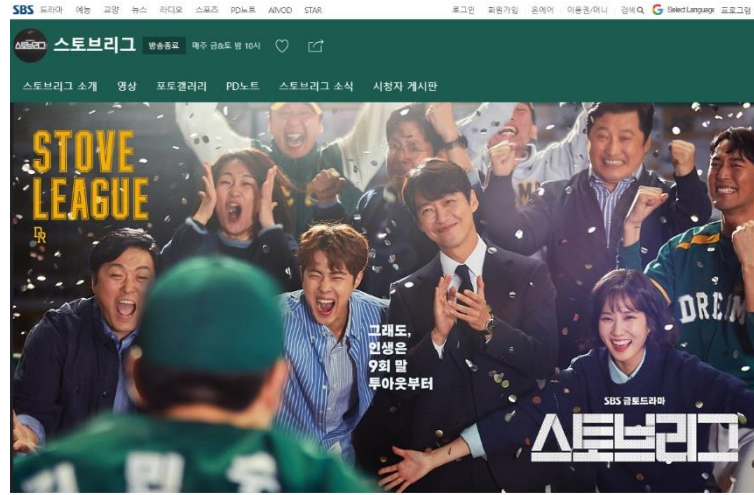 SBS 드라마 예능 교양 뉴스 라디오 스포츠 PD노트 AllVOD STAR
로그인 회원가입 온에어 이용권/머니 검색 Select Language 프로그램
스토브리그 방송종료 매주 금&토 밤 10시
스토브리그 소개 영상 포토갤러리 PD노트 스토브리그 소식 시청자 게시판
STOVE
LEAGUE
DR
DREAM
그래도,
인생은
9회 말
투아웃부터
SBS 금토드라마
스토브리그